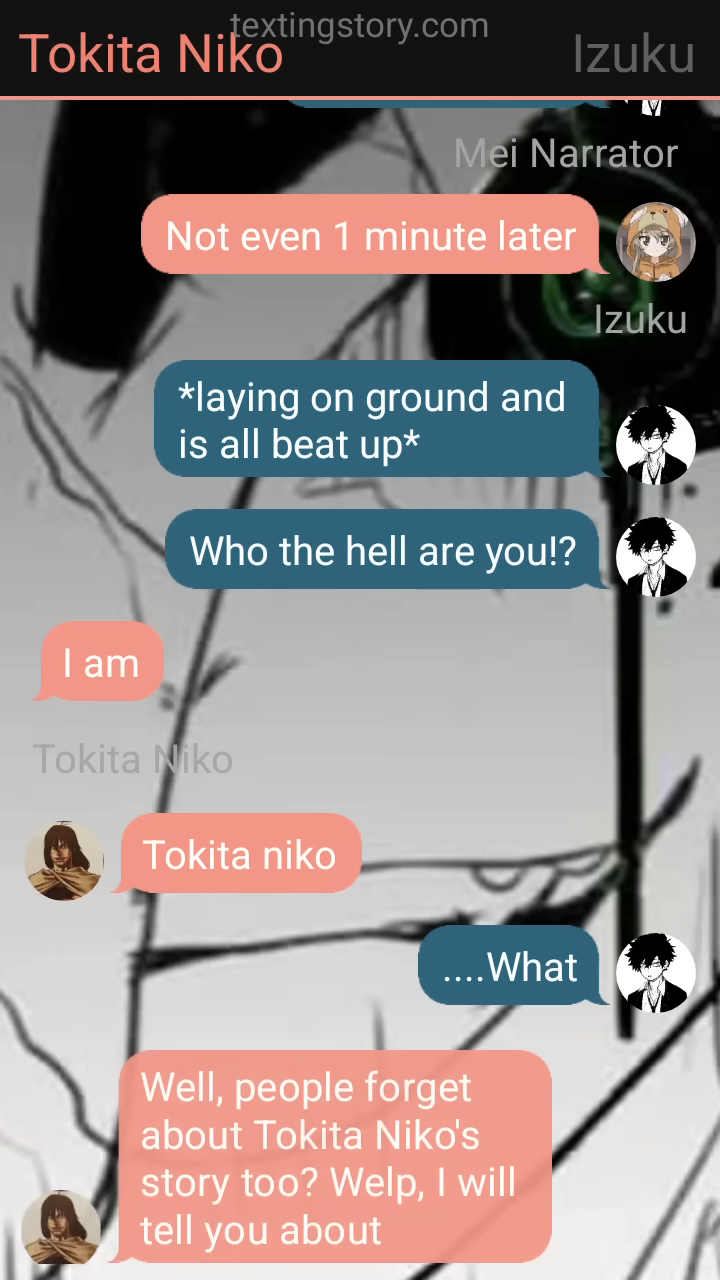 textingstory.com
Tokita Niko
Izuku
Mei Narrator
Not even 1 minute later
Izuku
*laying on ground and
is all beat up*
Who the hell are you!?
I am
Tokita Niko
Tokita niko
....What
Well, people forget
about Tokita Niko's
story too? Welp, I will
tell you about